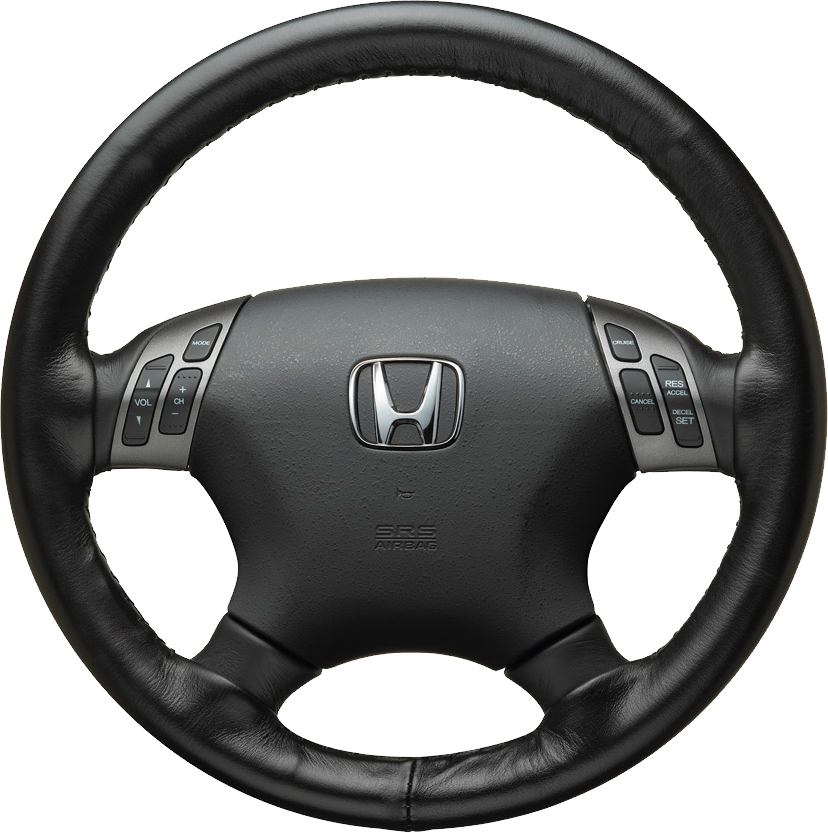 MODE
VOL
+
CH
-
CRUISE
CANCEL
RES
ACCEL
DECEL
SET
SRS
AIRBAG